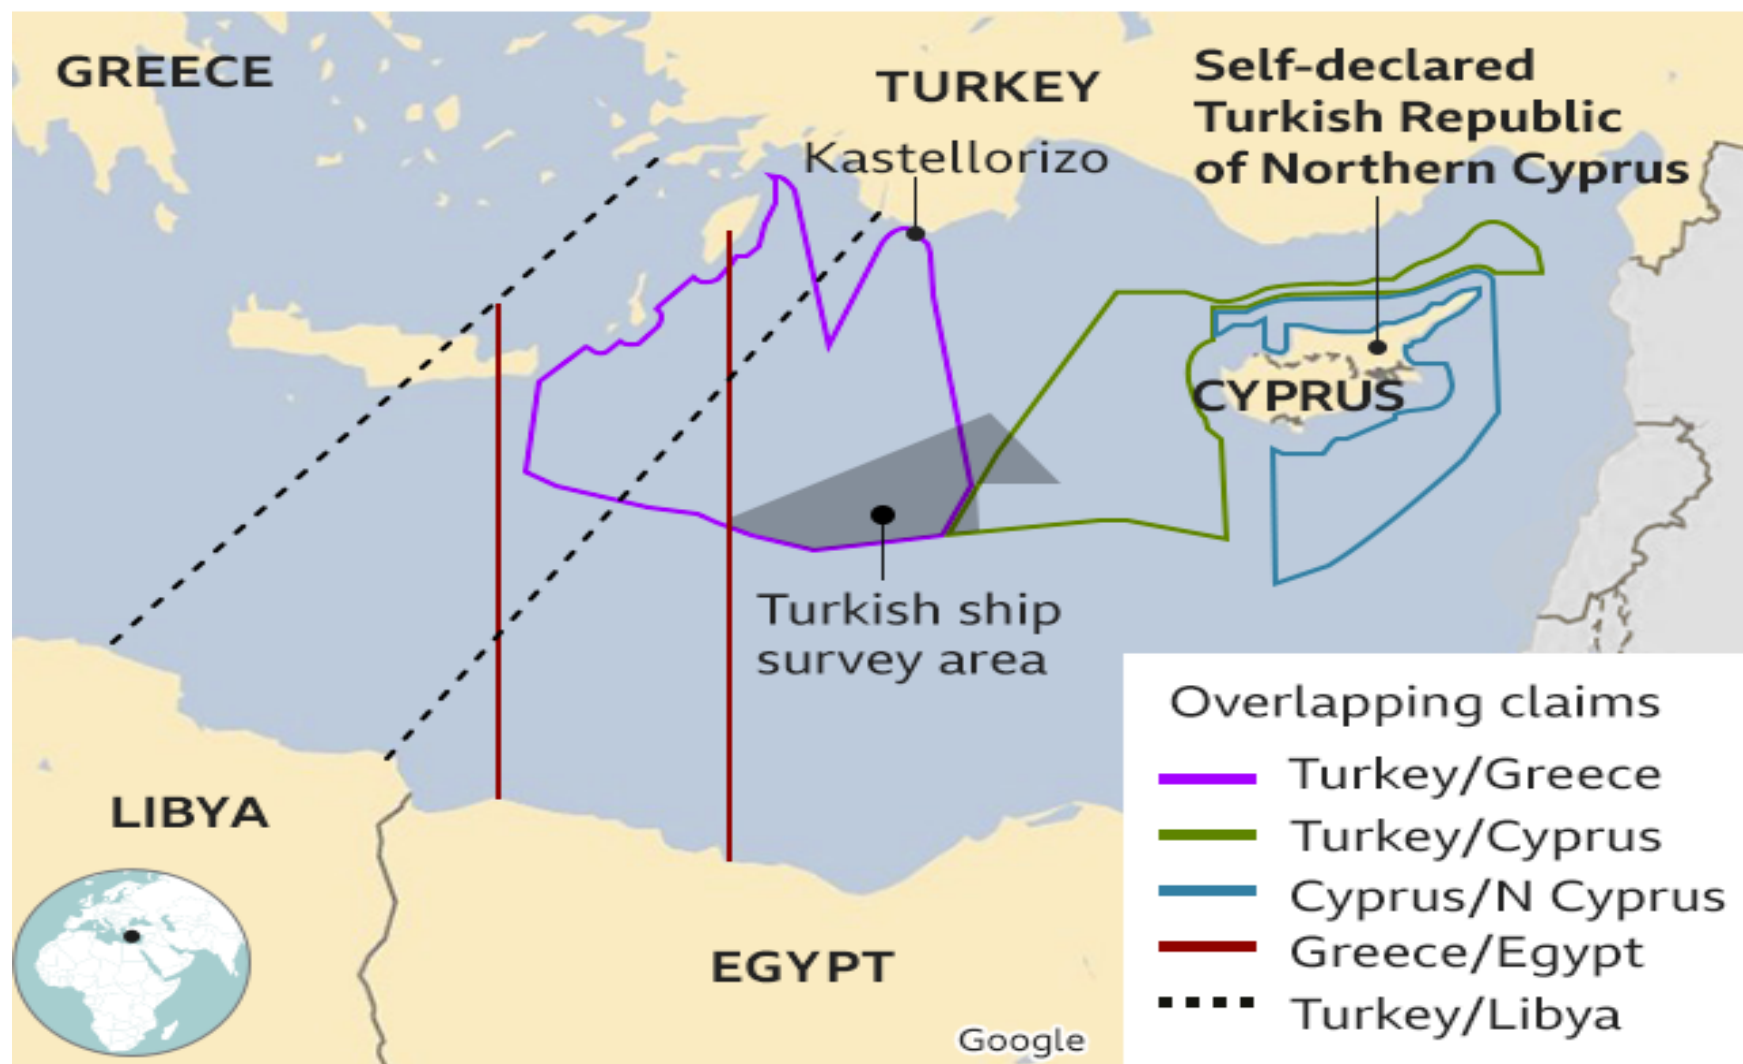 GREECE
TURKEY
Self-declared
Turkish Republic
of Northern Cyprus
Kastellorizo
CYPRUS
Turkish ship
survey area
LIBYA
EGYPT
Google
Overlapping claims
Turkey/Greece
Turkey/Cyprus
Cyprus/N Cyprus
Greece/Egypt
Turkey/Libya